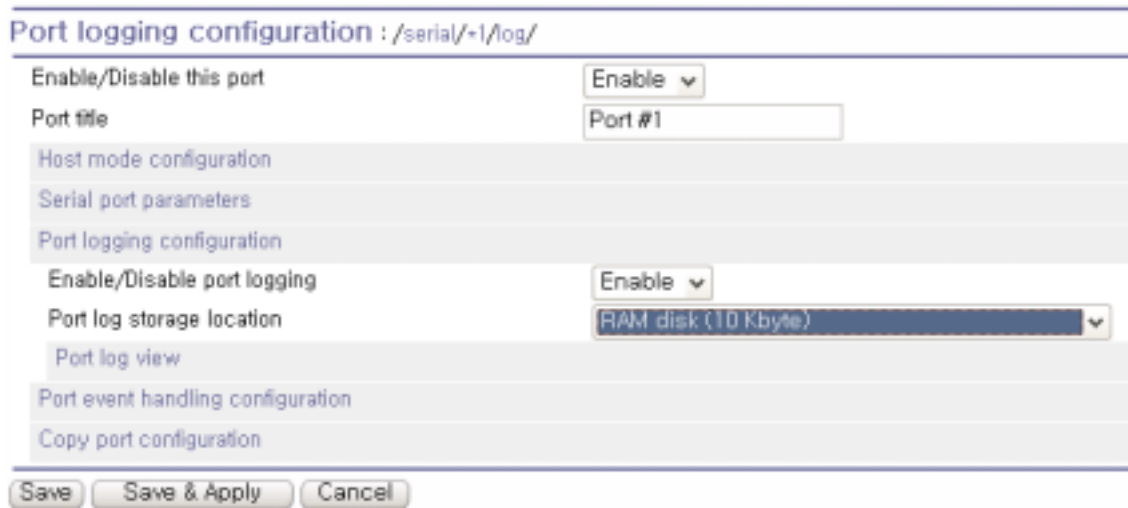 Port logging configuration : /serial/+1/log/
Enable/Disable this port Enable
Port title Port #1
Host mode configuration
Serial port parameters
Port logging configuration
Enable/Disable port logging Enable
Port log storage location RAM disk (10 Kbyte)
Port log view
Port event handling configuration
Copy port configuration
Save Save & Apply Cancel